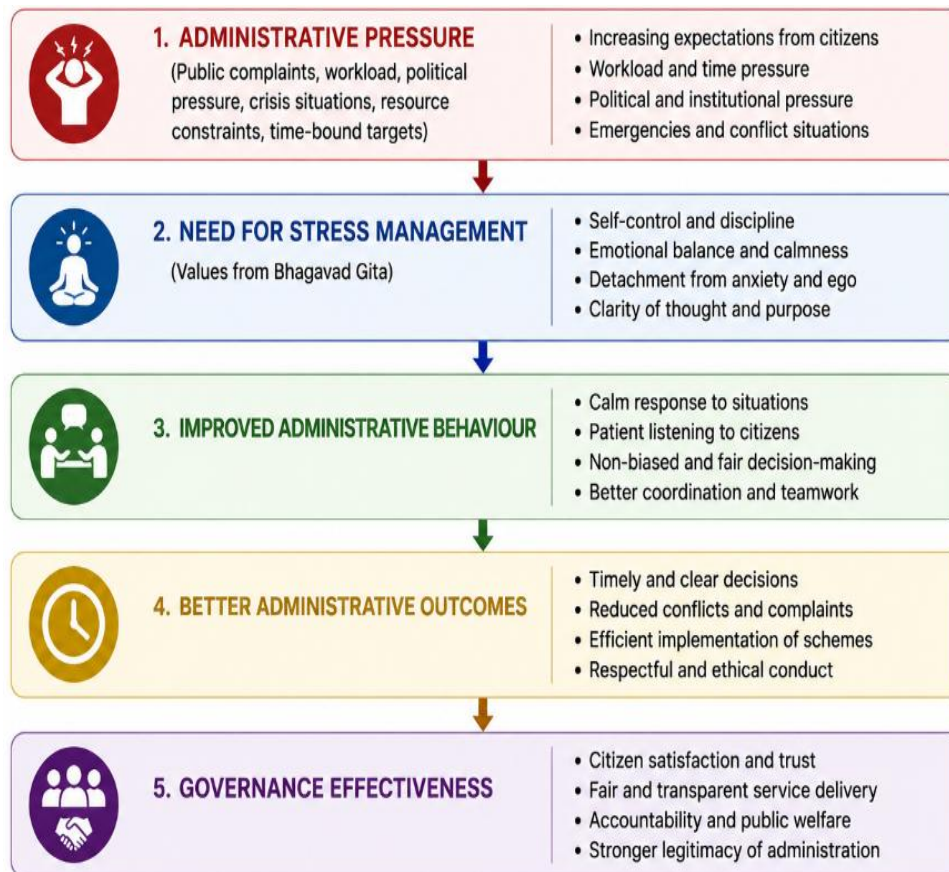 1. ADMINISTRATIVE PRESSURE
(Public complaints, workload, political
pressure, crisis situations, resource
constraints, time-bound targets)
• Increasing expectations from citizens
• Workload and time pressure
• Political and institutional pressure
• Emergencies and conflict situations
2. NEED FOR STRESS MANAGEMENT
(Values from Bhagavad Gita)
• Self-control and discipline
• Emotional balance and calmness
• Detachment from anxiety and ego
• Clarity of thought and purpose
3. IMPROVED ADMINISTRATIVE BEHAVIOUR
• Calm response to situations
• Patient listening to citizens
• Non-biased and fair decision-making
• Better coordination and teamwork
4. BETTER ADMINISTRATIVE OUTCOMES
• Timely and clear decisions
• Reduced conflicts and complaints
• Efficient implementation of schemes
• Respectful and ethical conduct
5. GOVERNANCE EFFECTIVENESS
• Citizen satisfaction and trust
• Fair and transparent service delivery
• Accountability and public welfare
• Stronger legitimacy of administration